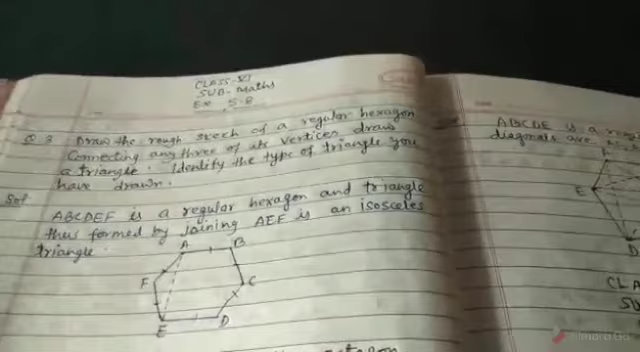 CLASS-VI
SUB-Maths
Ex 5.8
Q 3 Draw the rough skech of a regular hexagon
Connecting any three of its vertices draw
a triangle. Identify the type of triangle you
have drawn.
Sol
ABCDEF is a regular hexagon and triangle
thus formed by joining AEF is an isosceles
triangle.
A B
F C
E D
ABCDE is a
diagonals are
E
D
CLA
SU